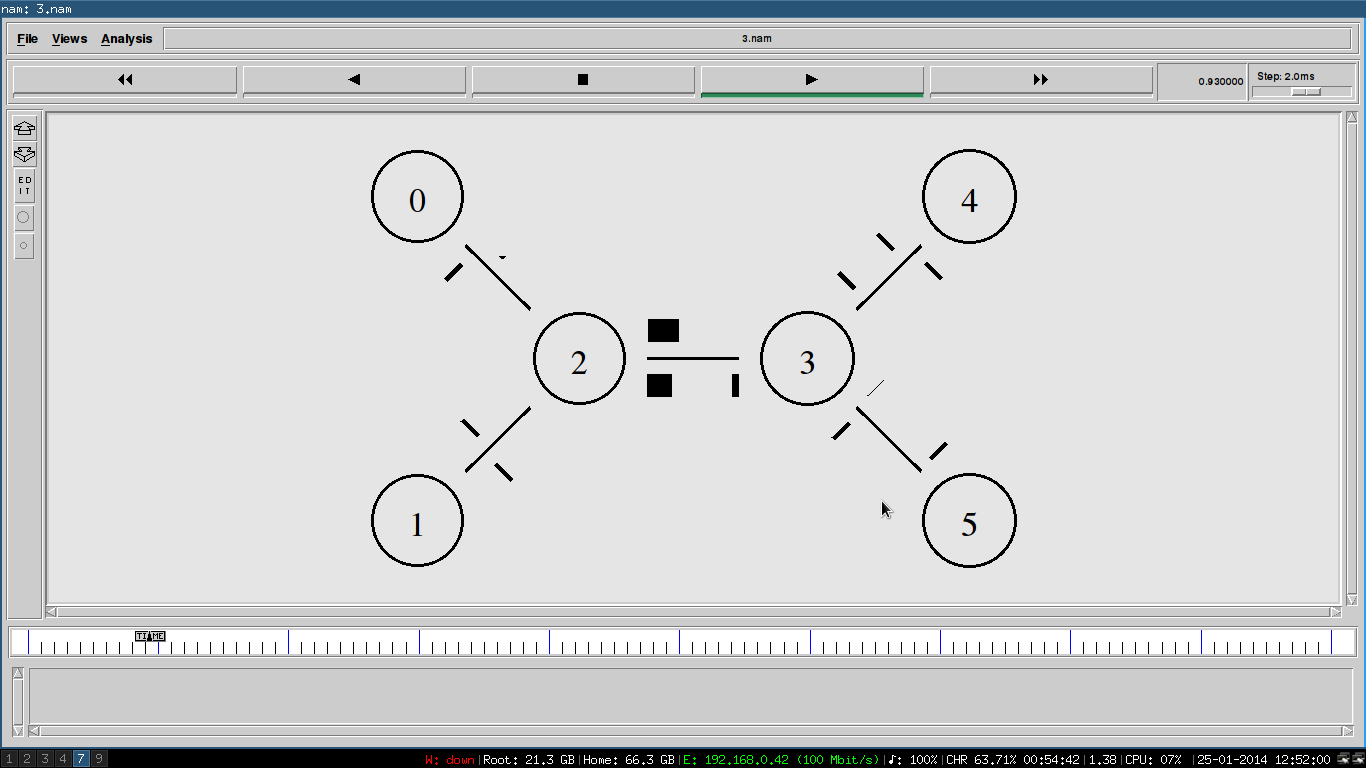 nam: 3.nam
File Views Analysis 3.nam
0.930000 Step: 2.0ms
ED
IT
0 4
2 3
1 5
TIME
1 2 3 4 7 9 W: down|Root: 21.3 GB|Home: 66.3 GB|E: 192.168.0.42 (100 Mbit/s)|♪: 100%|CHR 63.71% 00:54:42|1.38|CPU: 07% |25-01-2014 12:52:00